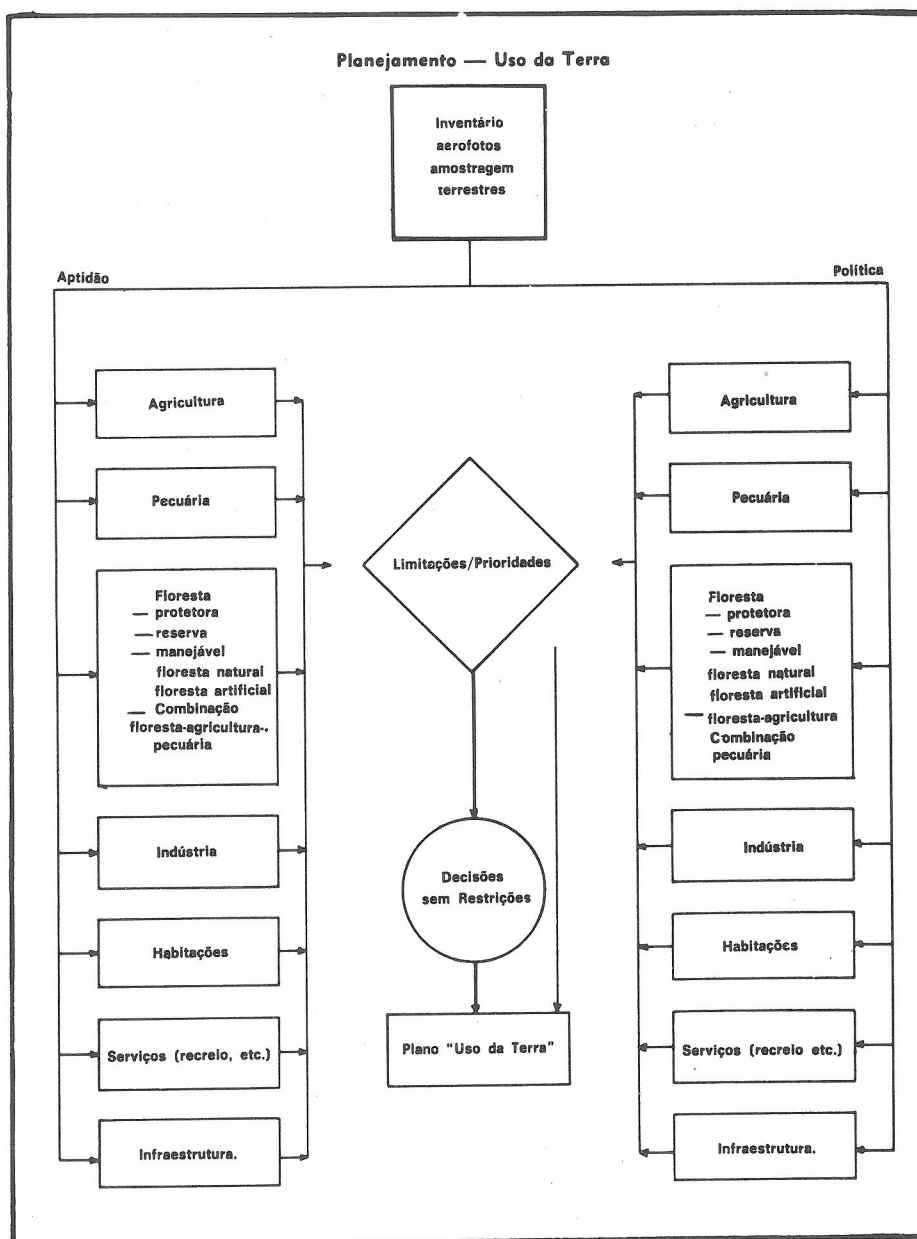 Planejamento — Uso da Terra
Inventário
aerofotos
amostragem
terrestres
Aptidão
Política
Agricultura
Pecuária
Floresta
— protetora
— reserva
— manejável
floresta natural
floresta artificial
— Combinação
floresta-agricultura-.
pecuária
Indústria
Habitações
Serviços (recreio, etc.)
Infraestrutura.
Limitações/Prioridades
Decisões
sem Restrições
Plano "Uso da Terra"
Agricultura
Pecuária
Floresta
— protetora
— reserva
— manejável
floresta natural
floresta artificial
— floresta-agricultura
Combinação
pecuária
Indústria
Habitações
Serviços (recreio etc.)
Infraestrutura.